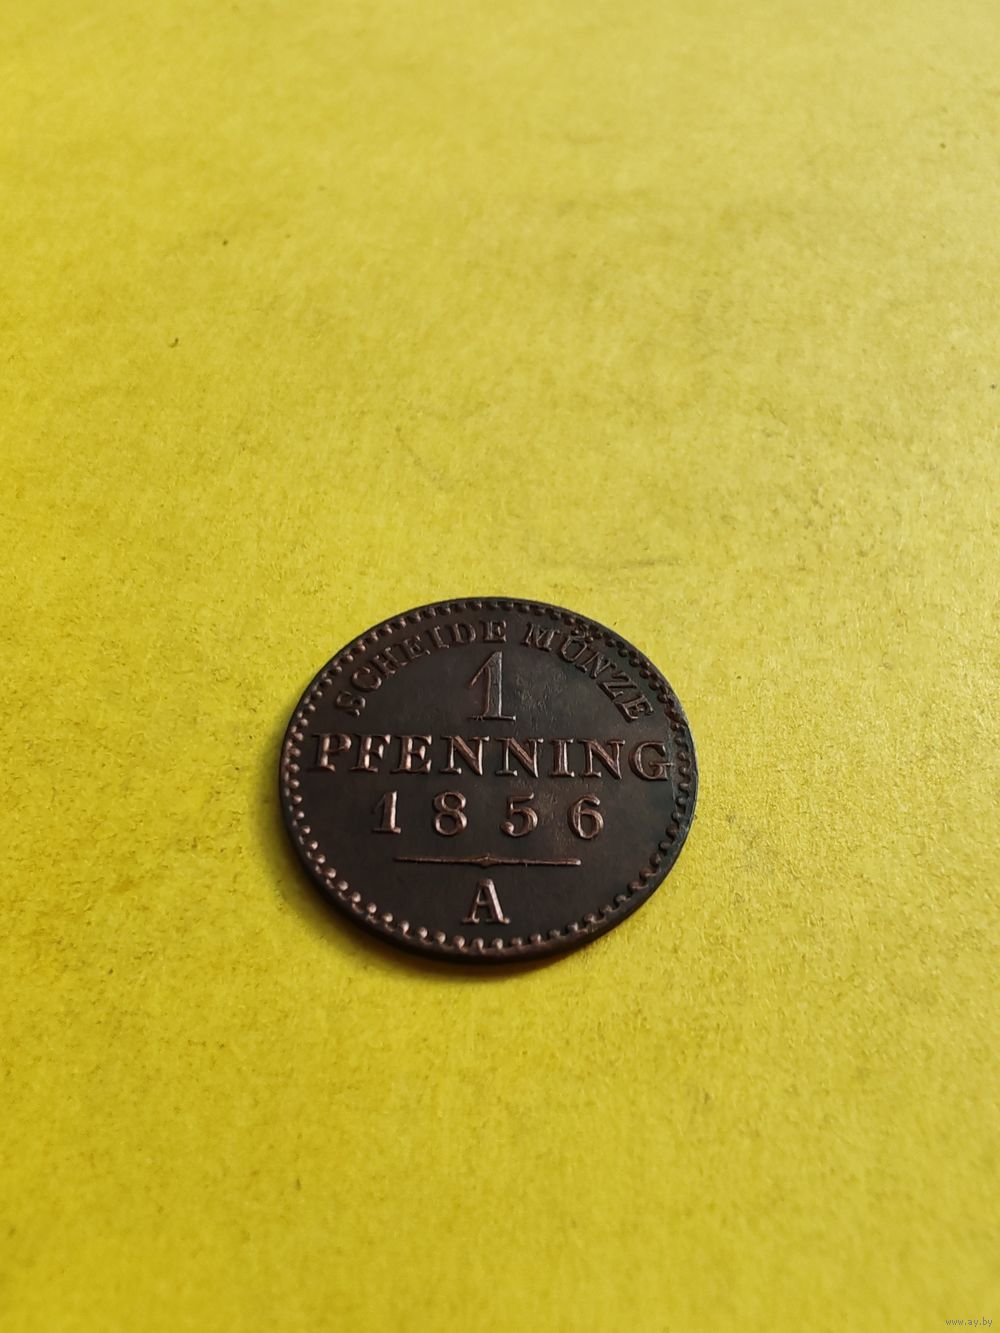 SCHEIDE MÜNZE
1
PFENNING
1856
A
www.ay.by